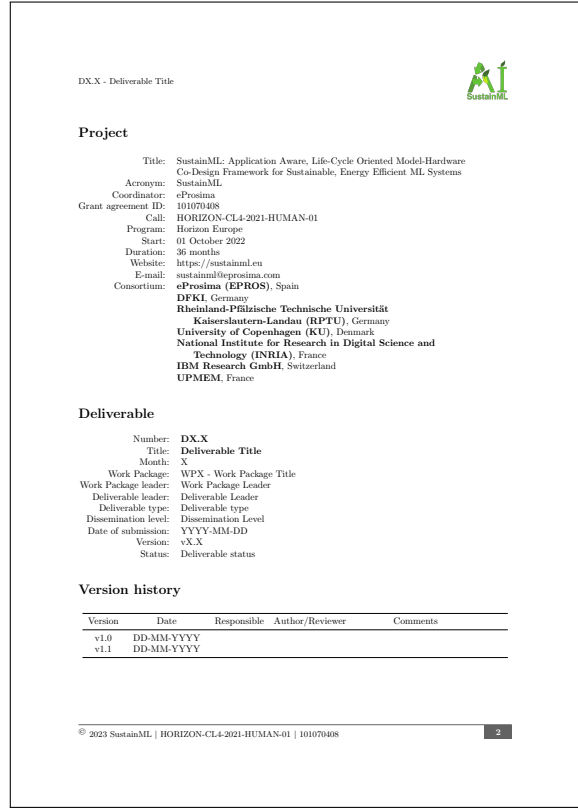 DX.X - Deliverable Title
AI
SustainML
Project
Title: SustainML: Application Aware, Life-Cycle Oriented Model-Hardware
Co-Design Framework for Sustainable, Energy Efficient ML Systems
Acronym: SustainML
Coordinator: eProsima
Grant agreement ID: 101070408
Call: HORIZON-CL4-2021-HUMAN-01
Program: Horizon Europe
Start: 01 October 2022
Duration: 36 months
Website: https://sustainml.eu
E-mail: sustainml@eprosima.com
Consortium: eProsima (EPROS), Spain
DFKI, Germany
Rheinland-Pfälzische Technische Universität
Kaiserslautern-Landau (RPTU), Germany
University of Copenhagen (KU), Denmark
National Institute for Research in Digital Science and
Technology (INRIA), France
IBM Research GmbH, Switzerland
UPMEM, France
Deliverable
Number: DX.X
Title: Deliverable Title
Month: X
Work Package: WPX - Work Package Title
Work Package leader: Work Package Leader
Deliverable leader: Deliverable Leader
Deliverable type: Deliverable type
Dissemination level: Dissemination Level
Date of submission: YYYY-MM-DD
Version: vX.X
Status: Deliverable status
Version history
Version Date Responsible Author/Reviewer Comments
v1.0 DD-MM-YYYY
v1.1 DD-MM-YYYY
© 2023 SustainML | HORIZON-CL4-2021-HUMAN-01 | 101070408 2